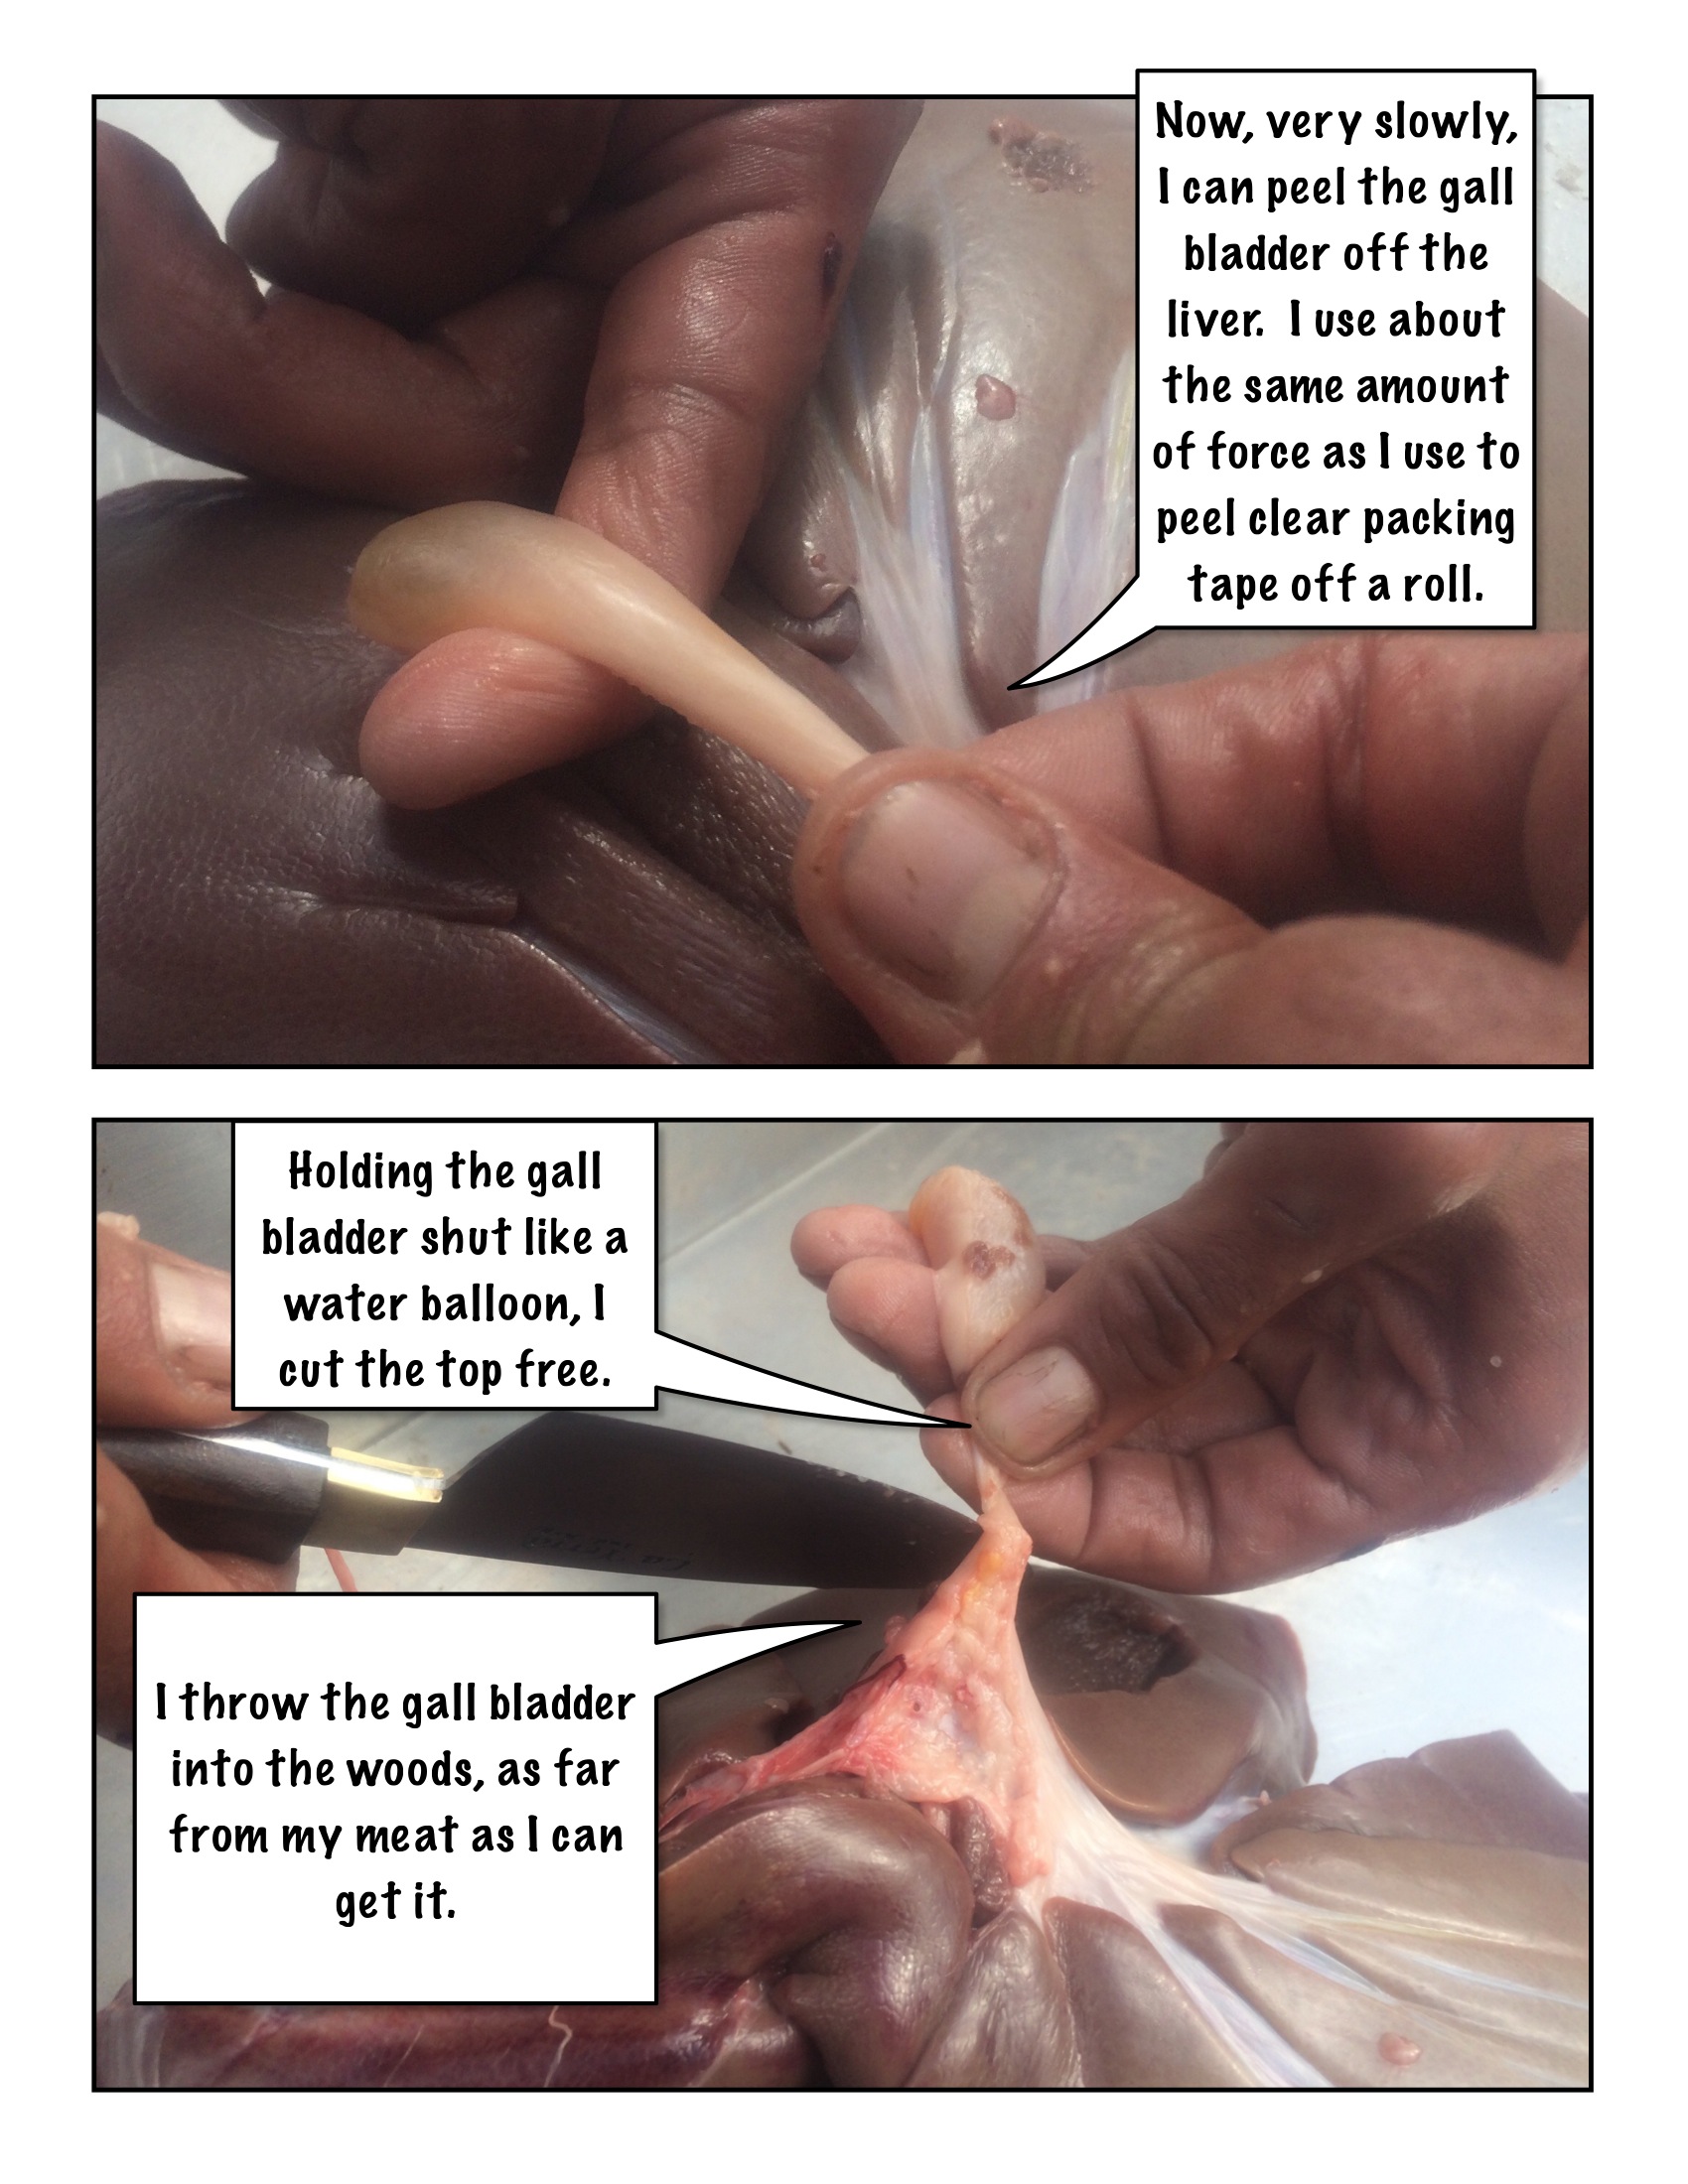 Now, very slowly,
I can peel the gall
bladder off the
liver.  I use about
the same amount
of force as I use to
peel clear packing
tape off a roll.
Holding the gall
bladder shut like a
water balloon, I
cut the top free.
I throw the gall bladder
into the woods, as far
from my meat as I can
get it.